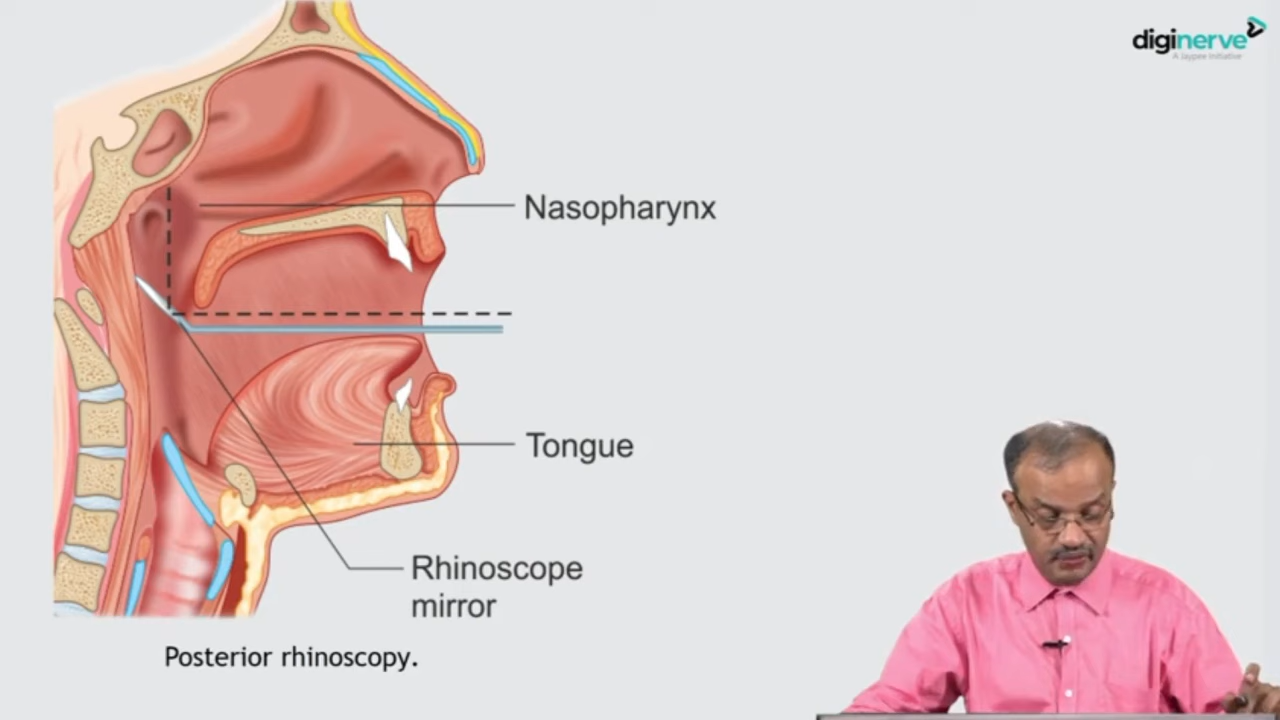 diginerve
A Jaypee Initiative
Nasopharynx
Tongue
Rhinoscope
mirror
Posterior rhinoscopy.